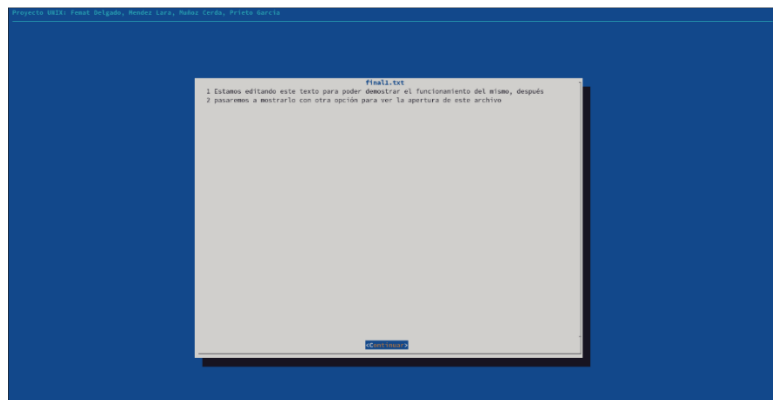 Proyecto UNIX: Femat Delgado, Mendez Lara, Muñoz Cerda, Prieto Garcia
final1.txt
1 Estamos editando este texto para poder demostrar el funcionamiento del mismo, después
2 pasaremos a mostrarlo con otra opción para ver la apertura de este archivo
<Continuar>